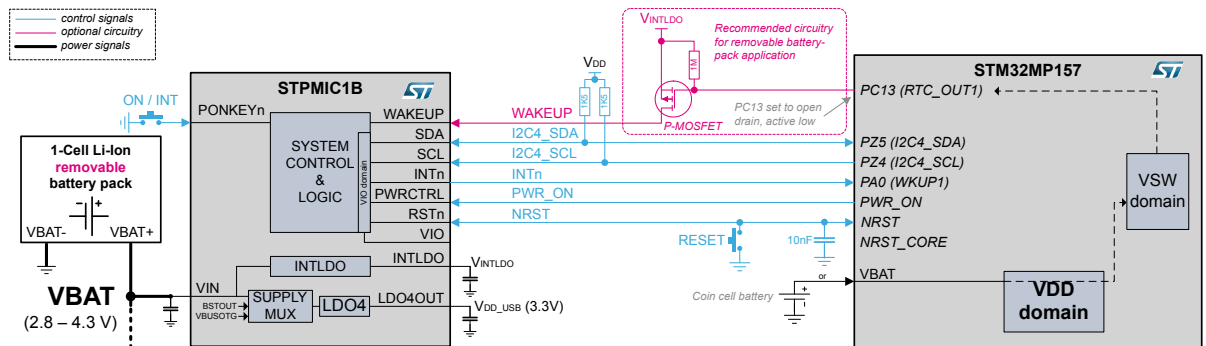 control signals
optional circuitry
power signals
VINTLDO
Recommended circuitry
for removable battery-
pack application
1M
P-MOSFET
PC13 set to open
drain, active low
VDD
1K5
1K5
STPMIC1B
ST
STM32MP157
ST
ON / INT
PONKEYn
WAKEUP
SDA
SCL
INTn
PWRCTRL
RSTn
VIO
SYSTEM
CONTROL
&
LOGIC
VIO domain
WAKEUP
I2C4_SDA
I2C4_SCL
INTn
PWR_ON
NRST
RESET
10nF
PC13 (RTC_OUT1)
PZ5 (I2C4_SDA)
PZ4 (I2C4_SCL)
PA0 (WKUP1)
PWR_ON
NRST
NRST_CORE
VSW
domain
1-Cell Li-Ion
removable
battery pack
- +
VBAT-
VBAT+
VBAT
(2.8 – 4.3 V)
VIN
INTLDO
INTLDO
VINTLDO
BSTOUT
VBUSOTG
SUPPLY
MUX
LDO4
LDO4OUT
VDD_USB (3.3V)
or
Coin cell battery
+
-
VBAT
VDD
domain